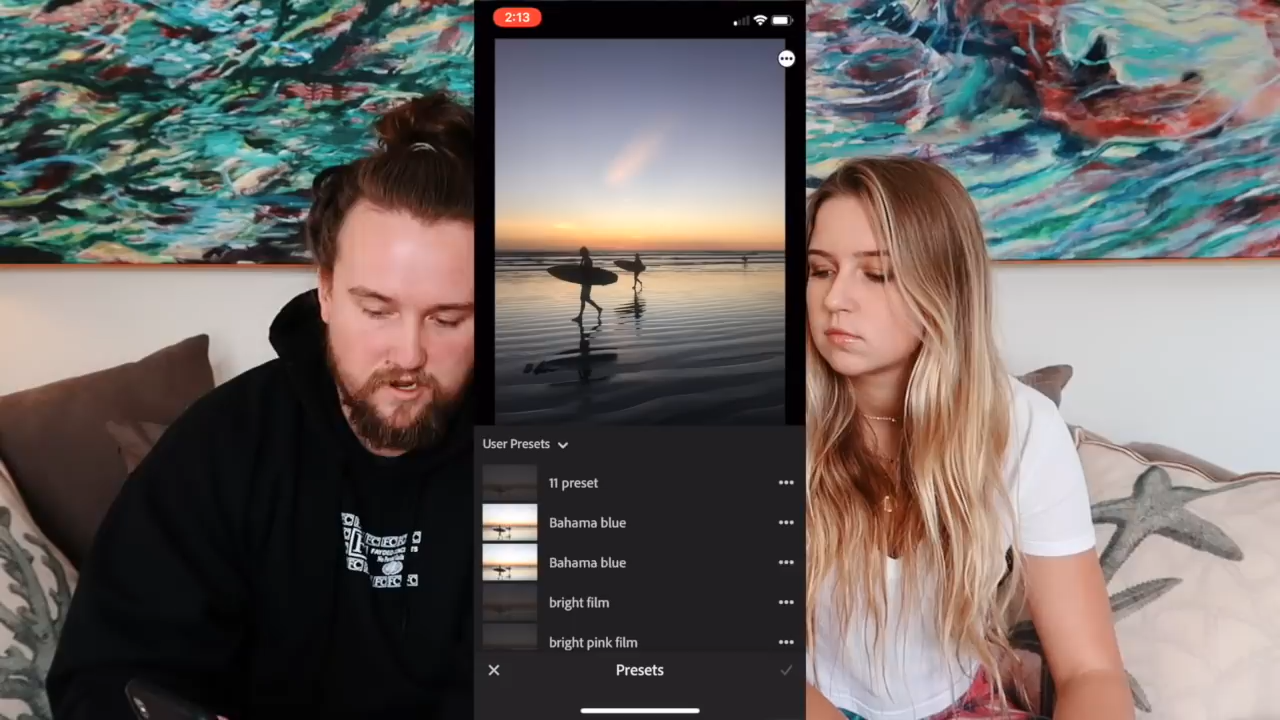 2:13
User Presets
11 preset
Bahama blue
Bahama blue
bright film
bright pink film
Presets